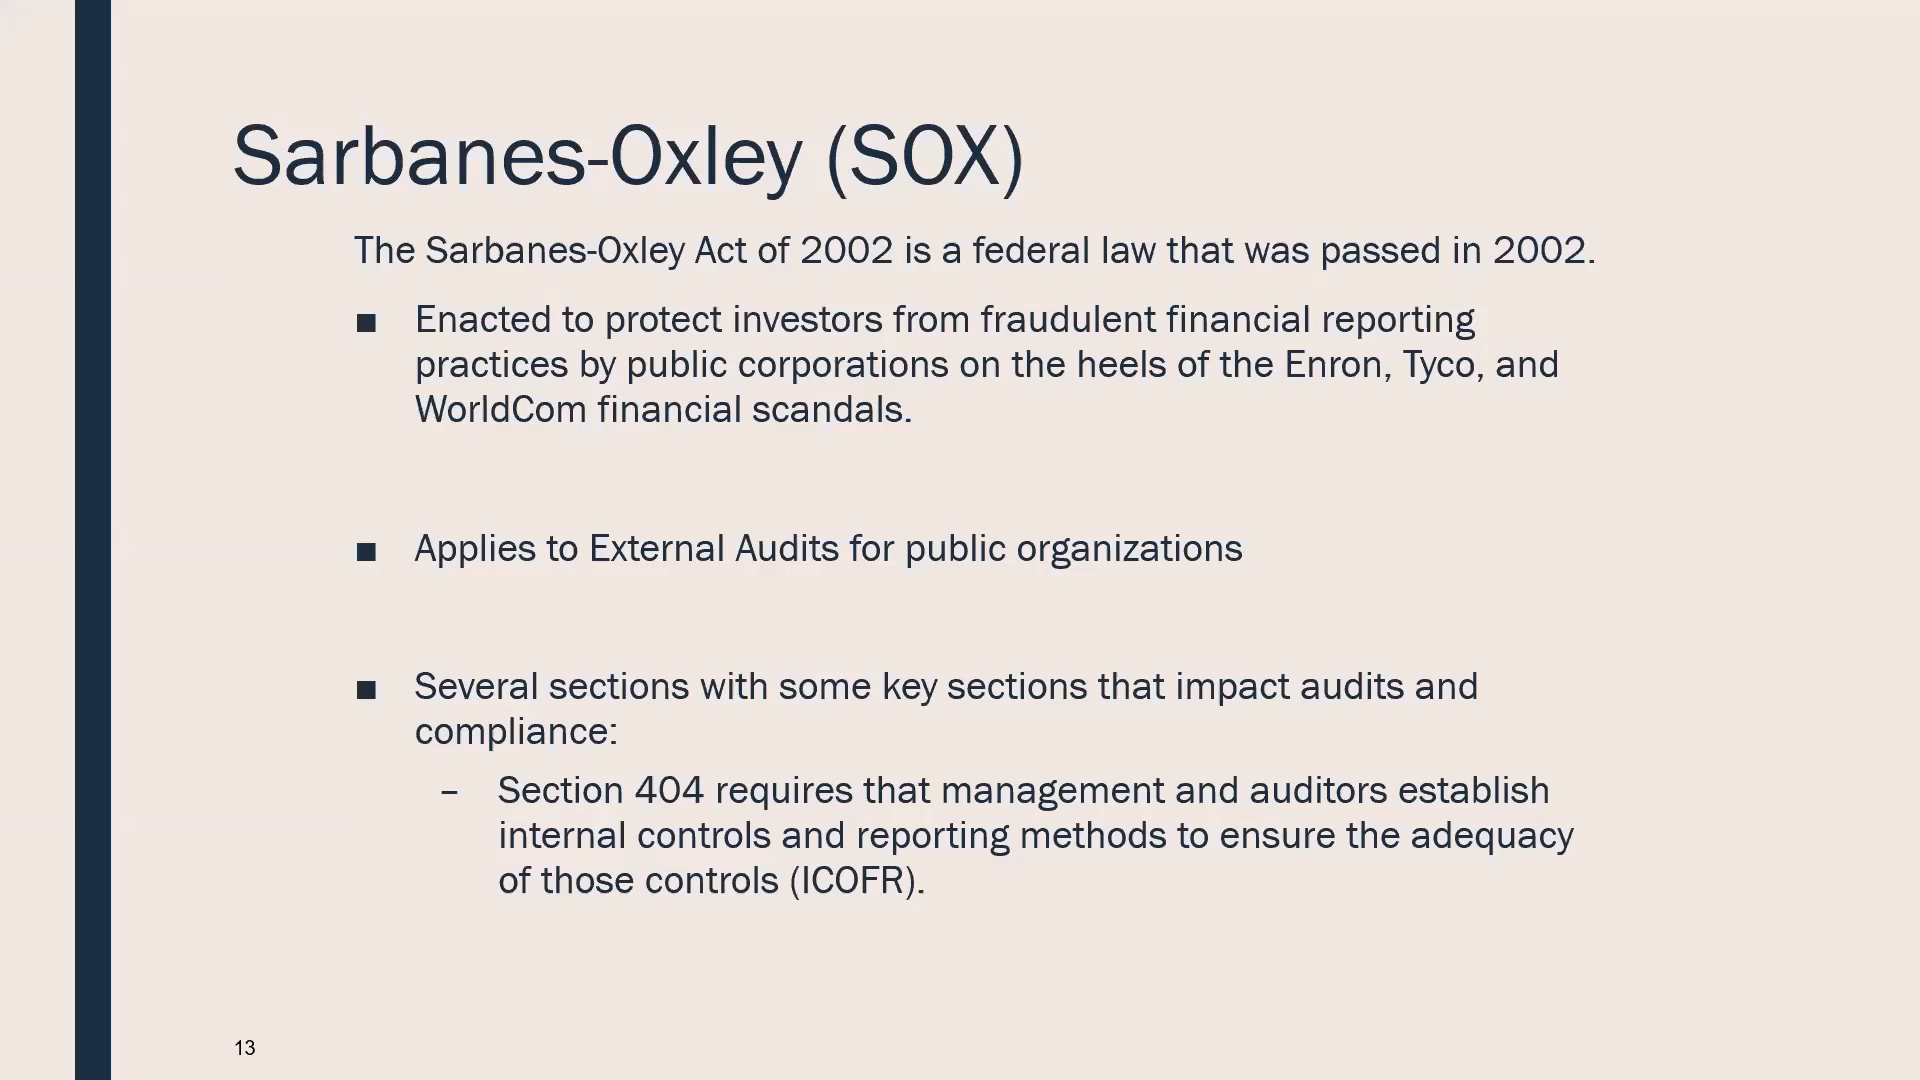 Sarbanes-Oxley (SOX)
The Sarbanes-Oxley Act of 2002 is a federal law that was passed in 2002.
■ Enacted to protect investors from fraudulent financial reporting
practices by public corporations on the heels of the Enron, Tyco, and
WorldCom financial scandals.
■ Applies to External Audits for public organizations
■ Several sections with some key sections that impact audits and
compliance:
– Section 404 requires that management and auditors establish
internal controls and reporting methods to ensure the adequacy
of those controls (ICOFR).
13